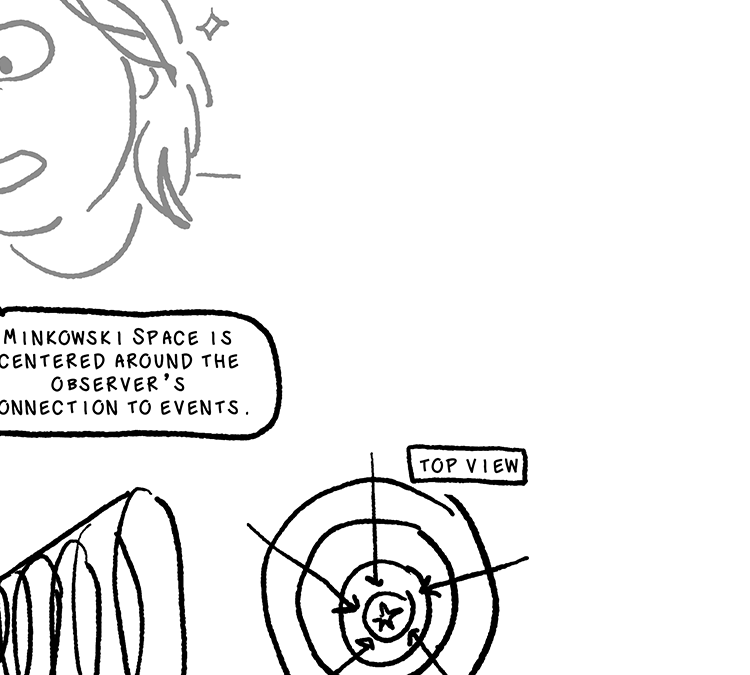 MINKOWSKI SPACE IS
CENTERED AROUND THE
OBSERVER'S
ONNECTION TO EVENTS.
TOP VIEW